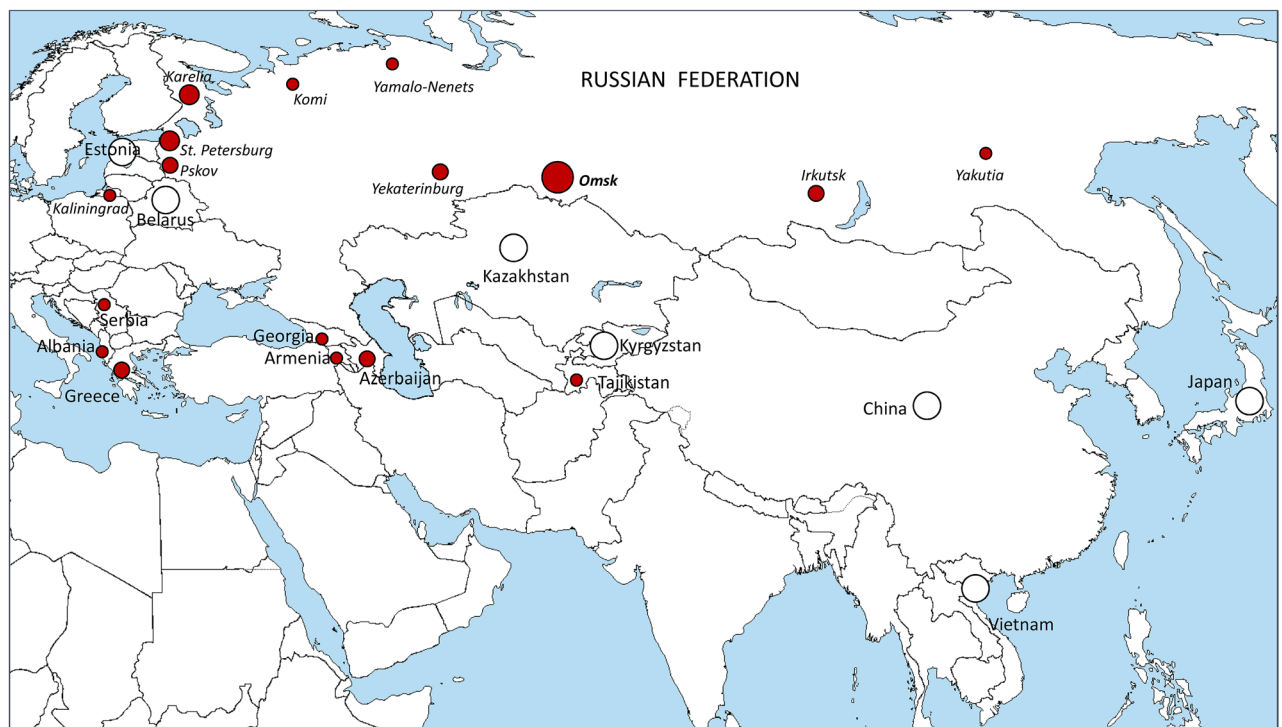 Karelia
RUSSIAN FEDERATION
Yamalo-Nenets
Komi
Estonia
St. Petersburg
Pskov
Yekaterinburg
Omsk
Irkutsk
Yakutia
Kaliningrad
Belarus
Kazakhstan
Serbia
Georgia
Albania
Armenia
Kyrgyzstan
Azerbaijan
Tajikistan
Japan
Greece
China
Vietnam